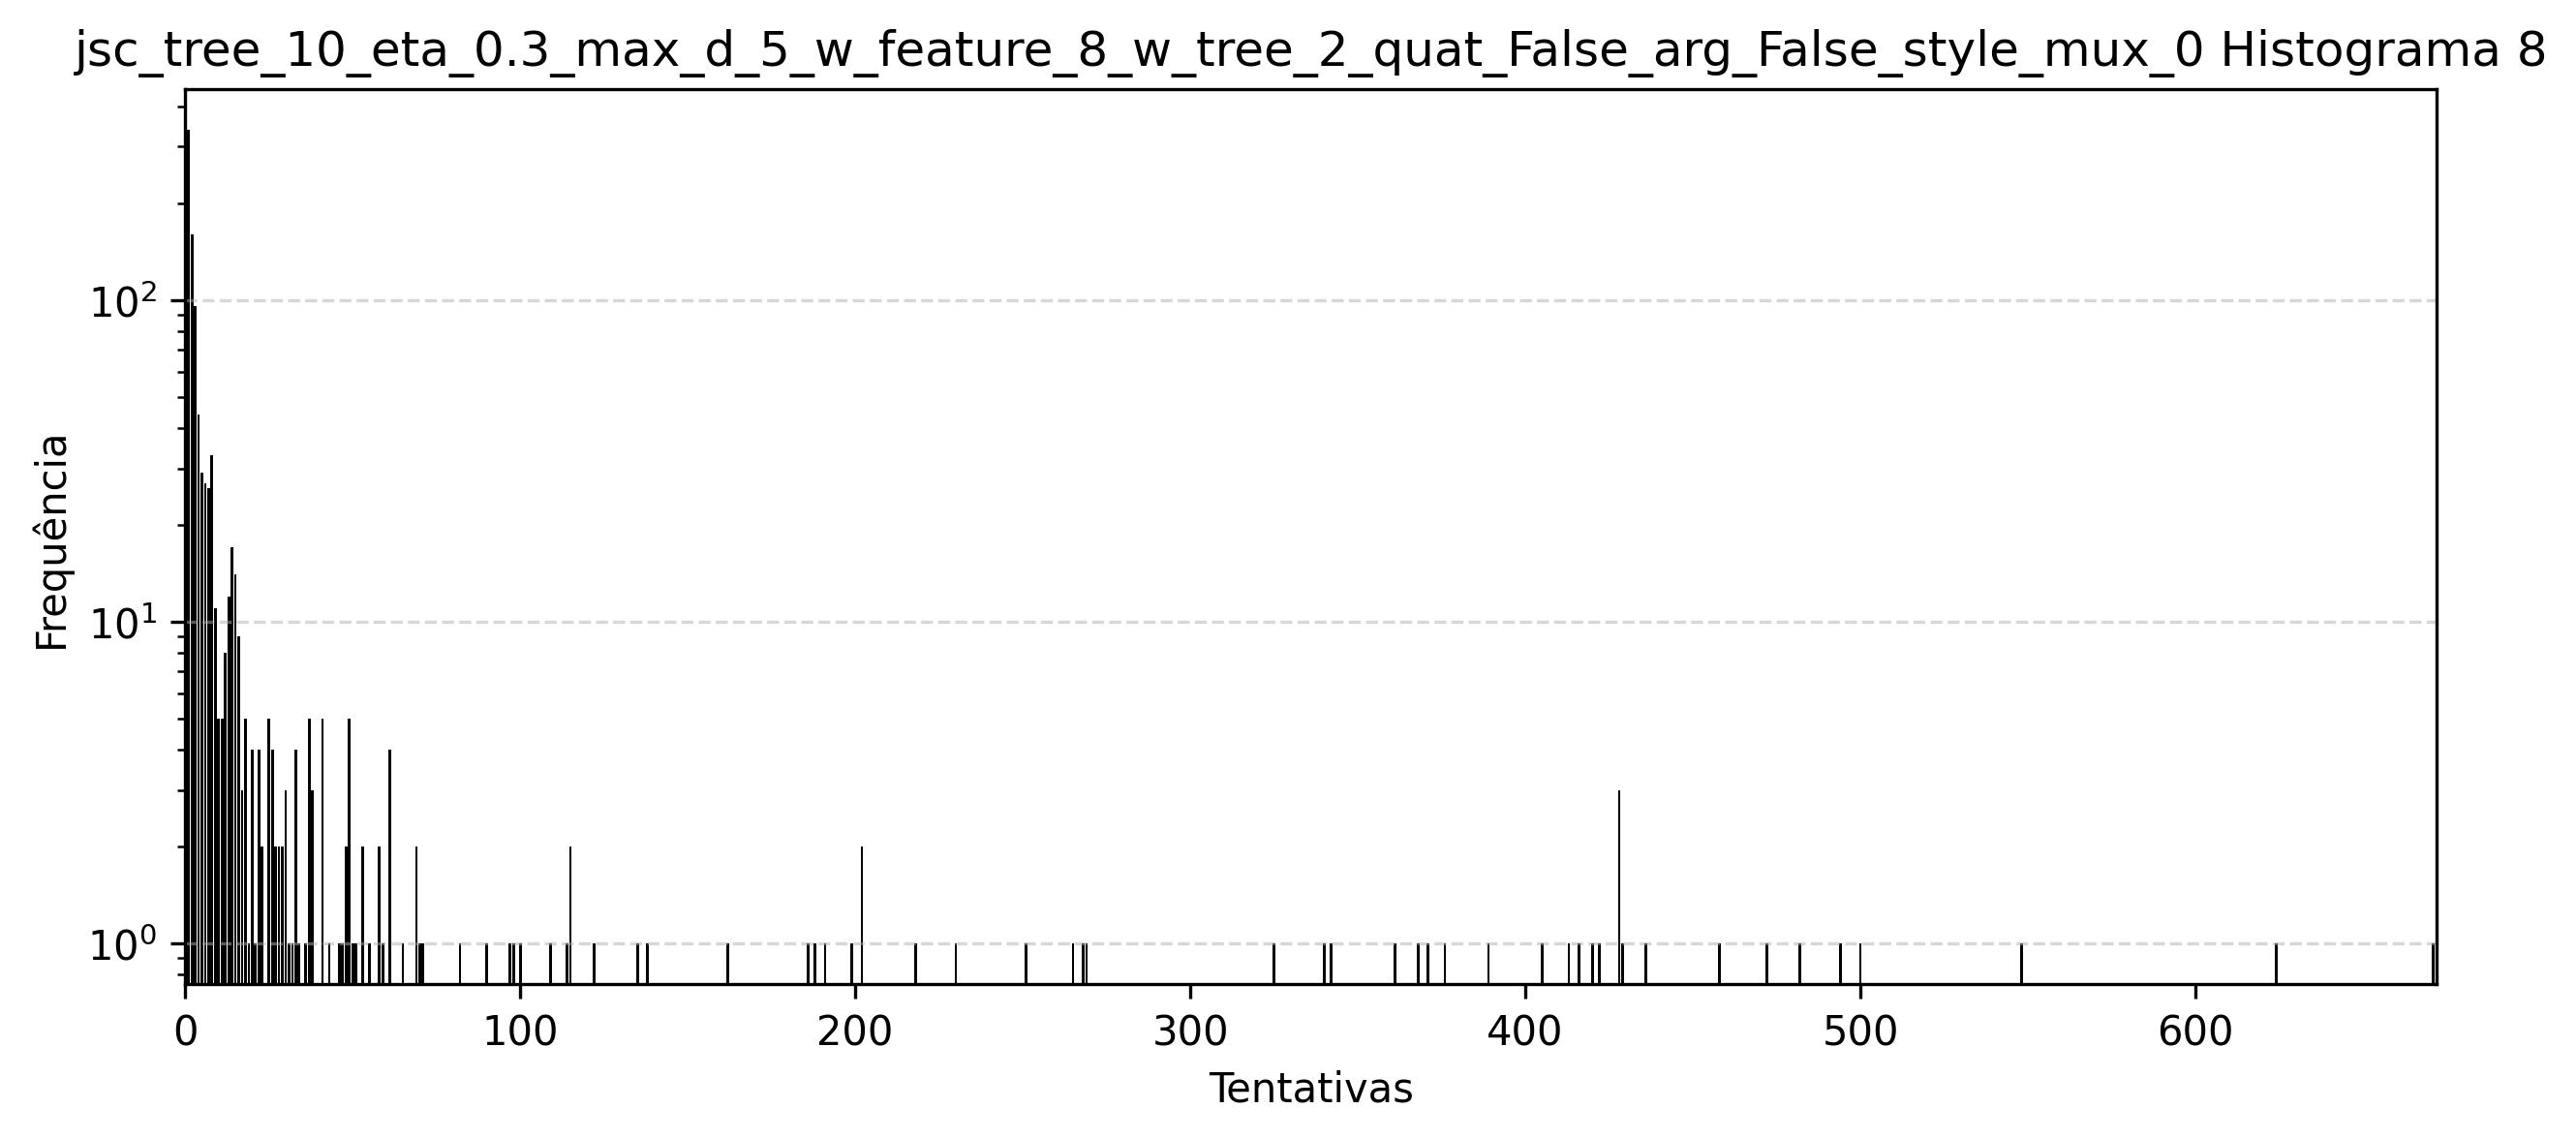 jsc_tree_10_eta_0.3_max_d_5_w_feature_8_w_tree_2_quat_False_arg_False_style_mux_0 Histograma 8
Frequência
10²
10¹
10⁰
0 100 200 300 400 500 600
Tentativas